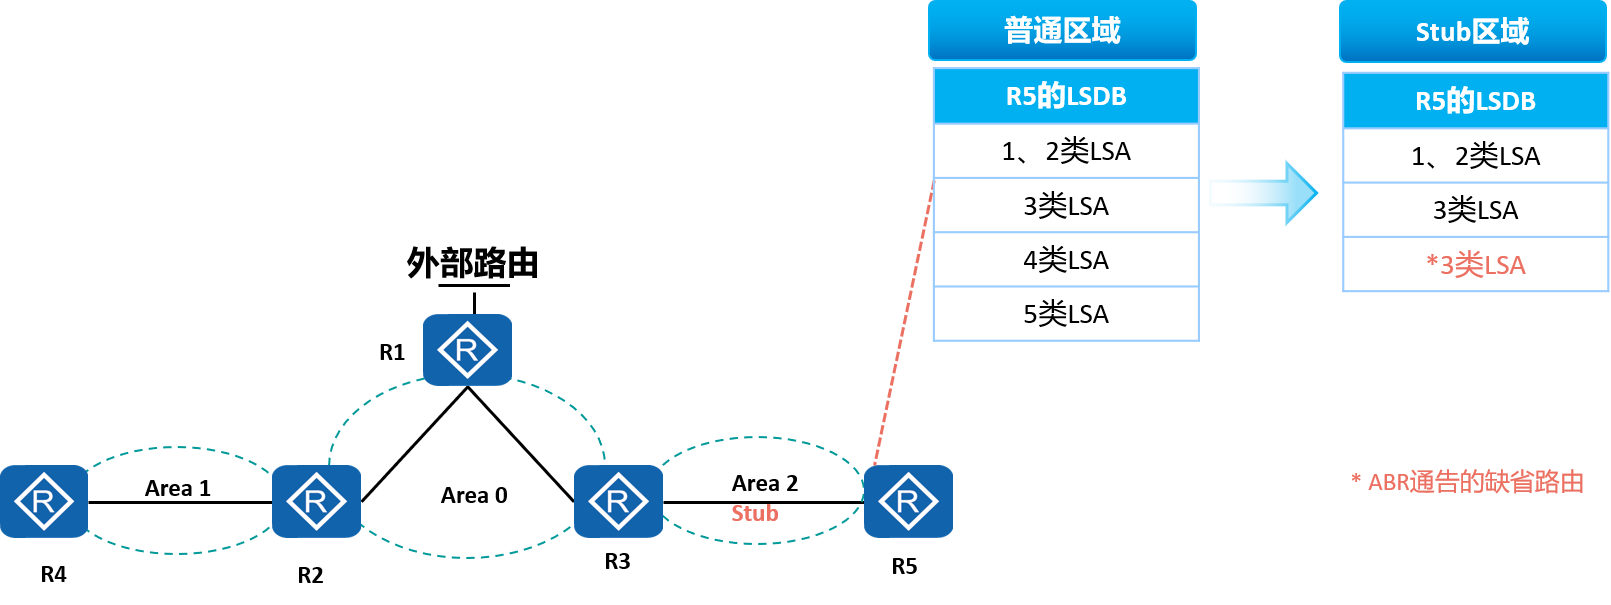 普通区域
R5的LSDB
1、2类LSA
3类LSA
4类LSA
5类LSA
Stub区域
R5的LSDB
1、2类LSA
3类LSA
*3类LSA
* ABR通告的缺省路由
外部路由
R
R1
R
R4
Area 1
R
R2
Area 0
R
R3
Area 2
Stub
R
R5